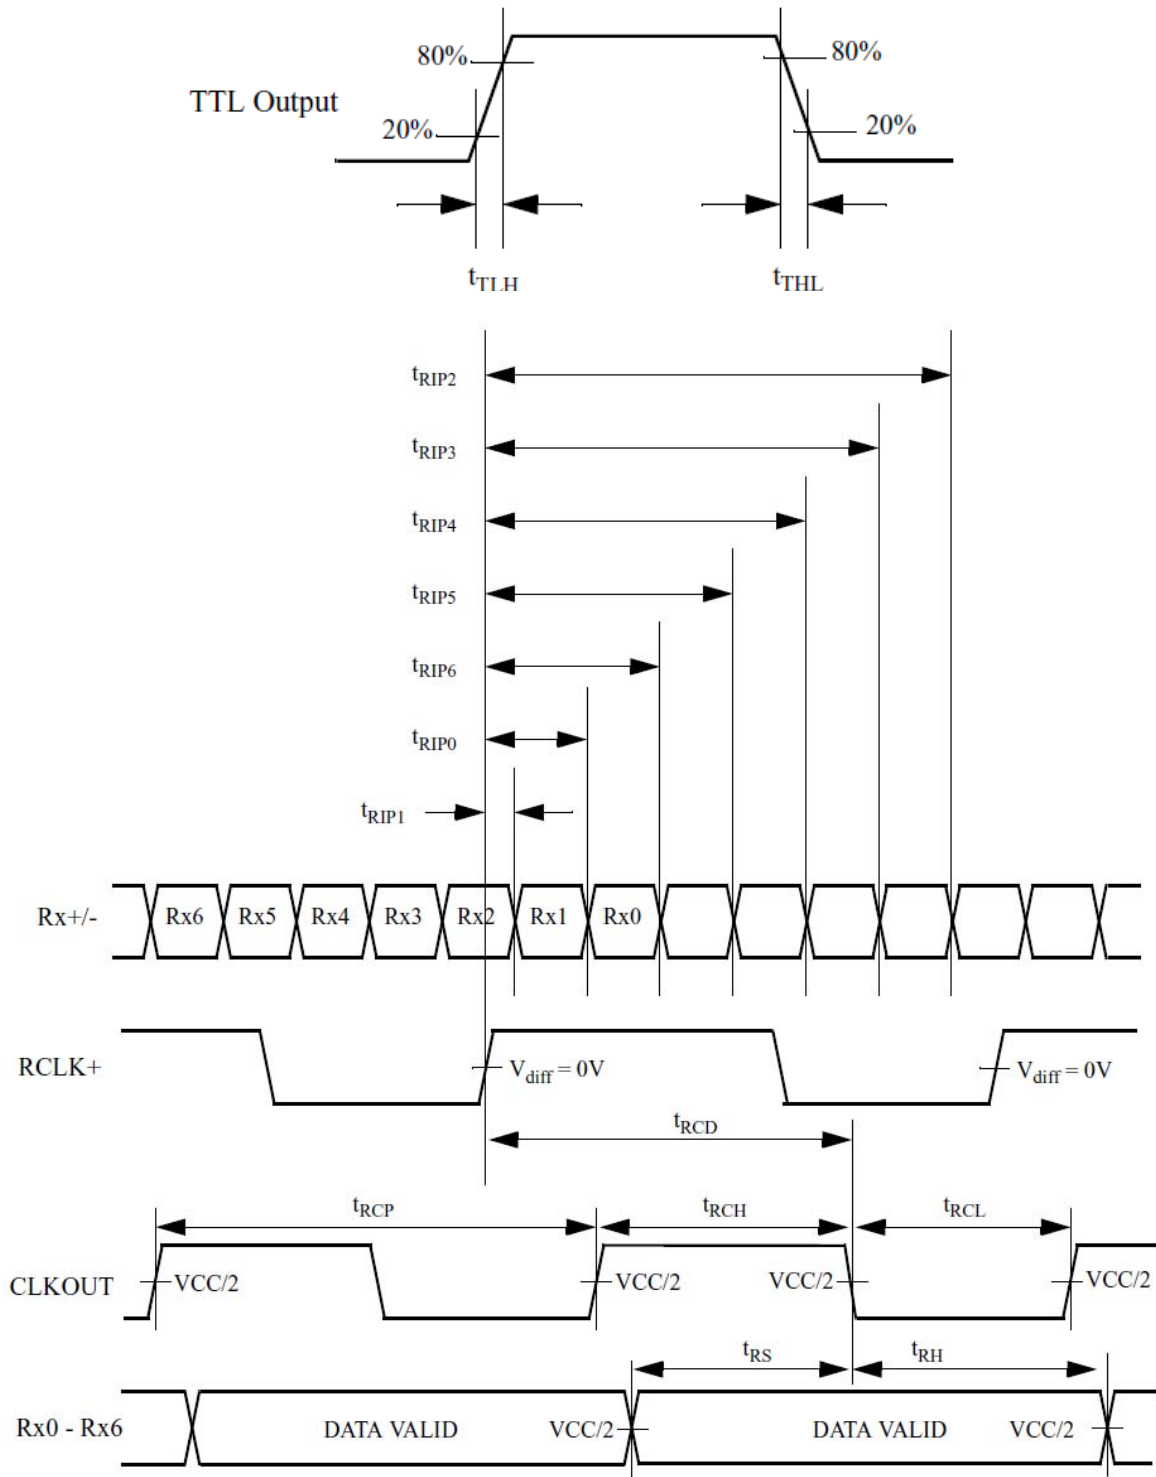 80%
80%
TTL Output
20%
20%
tTLH
tTHL
tRIP2
tRIP3
tRIP4
tRIP5
tRIP6
tRIP0
tRIP1
Rx+/-
Rx6
Rx5
Rx4
Rx3
Rx2
Rx1
Rx0
RCLK+
Vdiff = 0V
Vdiff = 0V
tRCD
tRCP
tRCH
tRCL
CLKOUT
VCC/2
VCC/2
VCC/2
VCC/2
tRS
tRH
Rx0 - Rx6
DATA VALID
VCC/2
DATA VALID
VCC/2